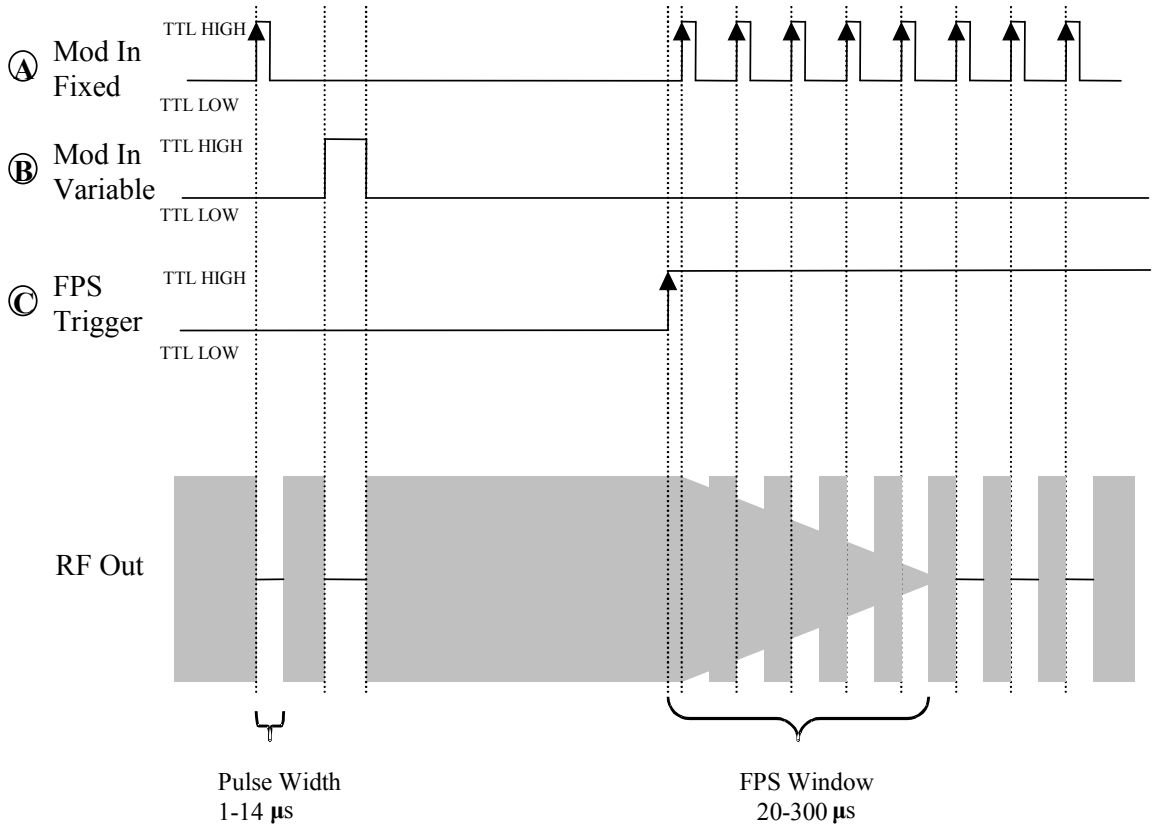 TTL HIGH
A Mod In
Fixed
TTL LOW
TTL HIGH
B Mod In
Variable
TTL LOW
TTL HIGH
C FPS
Trigger
TTL LOW
RF Out
Pulse Width
1-14 µs
FPS Window
20-300 µs